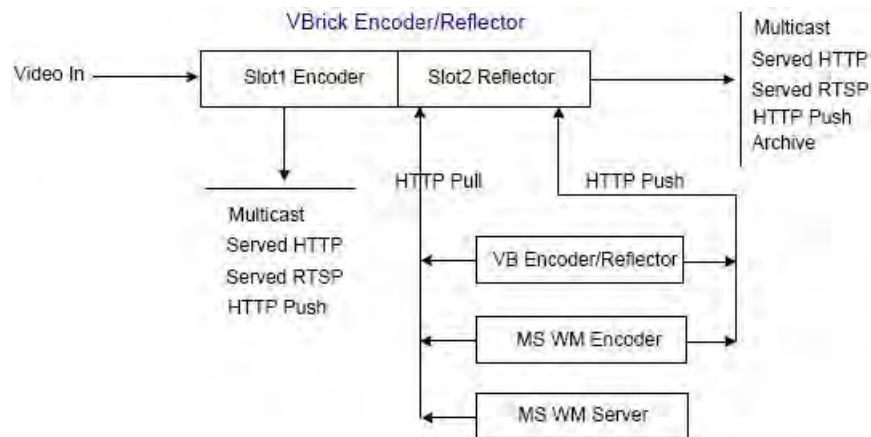 VBrick Encoder/Reflector
Video In
Slot1 Encoder
Slot2 Reflector
Multicast
Served HTTP
Served RTSP
HTTP Push
Archive
HTTP Pull
HTTP Push
Multicast
Served HTTP
Served RTSP
HTTP Push
VB Encoder/Reflector
MS WM Encoder
MS WM Server